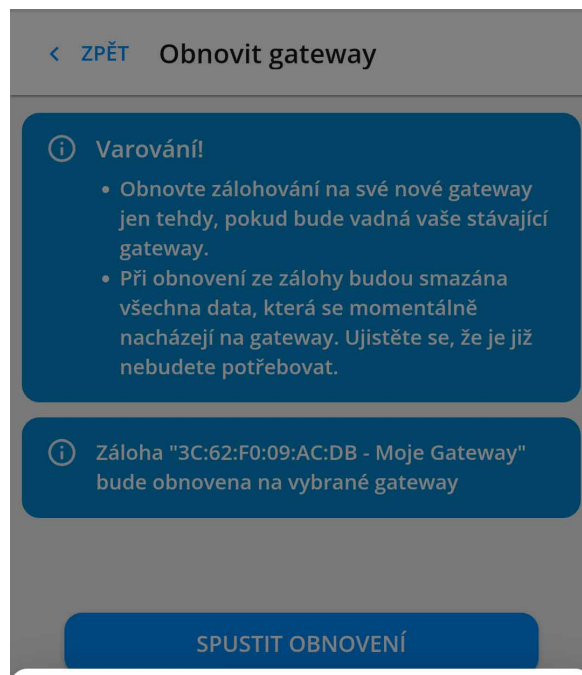 ZPĚT Obnovit gateway
Varování!
• Obnovte zálohování na své nové gateway
jen tehdy, pokud bude vadná vaše stávající
gateway.
• Při obnovení ze zálohy budou smazána
všechna data, která se momentálně
nacházejí na gateway. Ujistěte se, že je již
nebudete potřebovat.
Záloha "3C:62:F0:09:AC:DB - Moje Gateway"
bude obnovena na vybrané gateway
SPUSTIT OBNOVENÍ